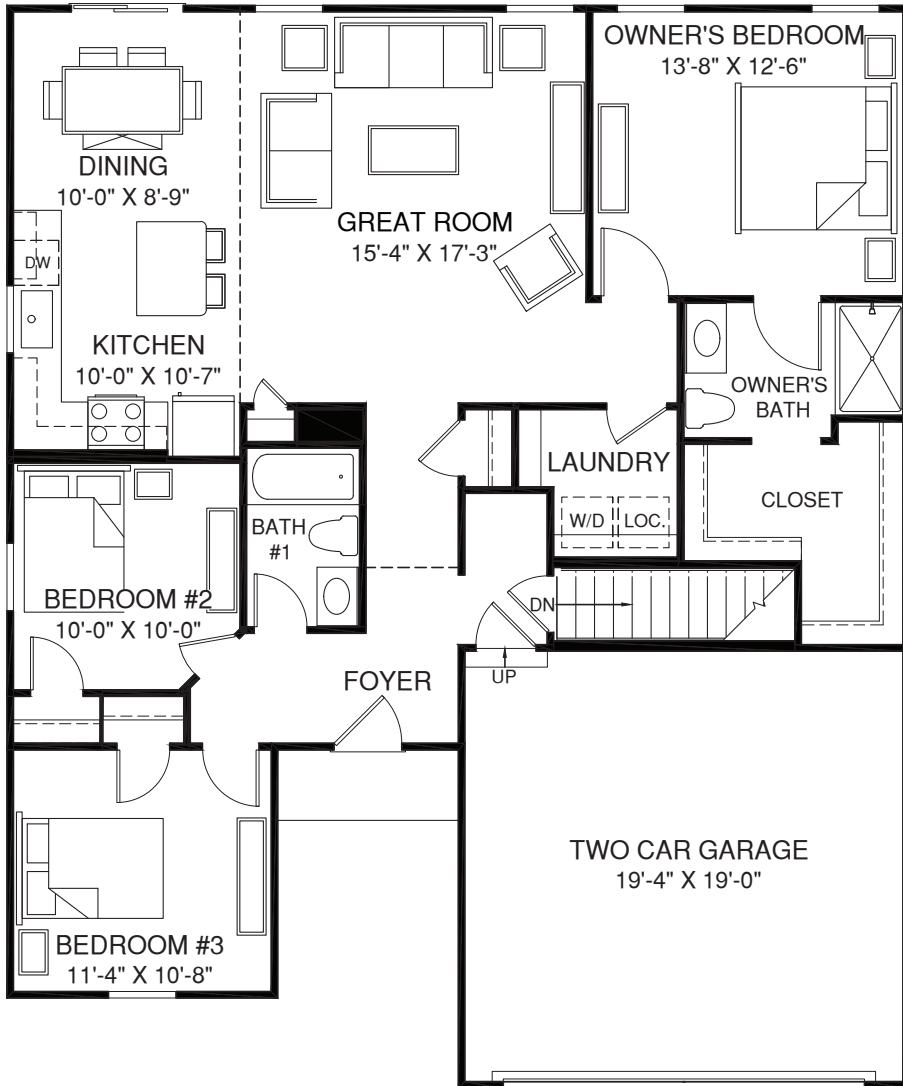 OWNER'S BEDROOM
13'-8" X 12'-6"
DINING
10'-0" X 8'-9"
GREAT ROOM
15'-4" X 17'-3"
DW
KITCHEN
10'-0" X 10'-7"
OWNER'S
BATH
LAUNDRY
W/D
LOC.
CLOSET
BATH
#1
BEDROOM #2
10'-0" X 10'-0"
DN
UP
FOYER
TWO CAR GARAGE
19'-4" X 19'-0"
BEDROOM #3
11'-4" X 10'-8"